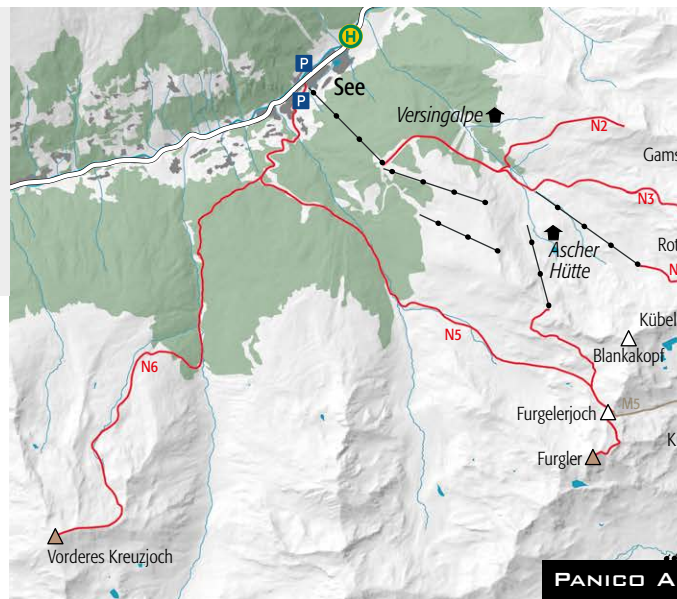 H
P
See
P
Versingalpe
N2
Gams
N3
Ascher
Hütte
Rot
N
Kübel
N5
Blankakopf
N6
M5
Furgelerjoch
K
Furgler
Vorderes Kreuzjoch
PANICO A